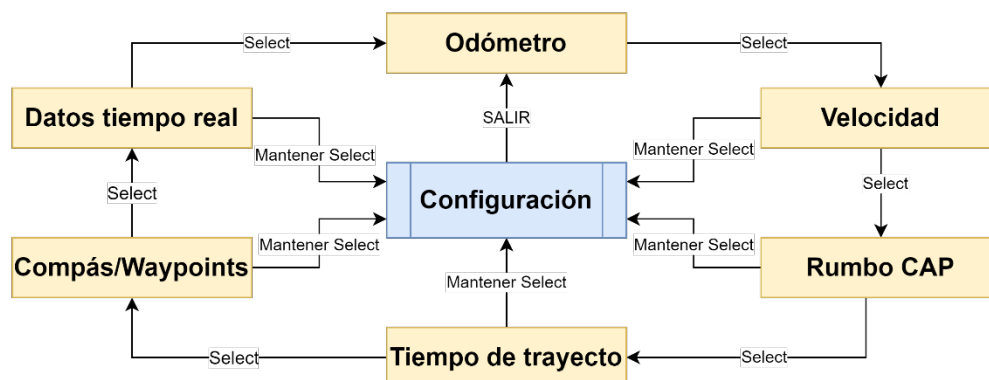 Odómetro
Select
Select
Datos tiempo real
Velocidad
SALIR
Mantener Select
Mantener Select
Configuración
Select
Select
Mantener Select
Mantener Select
Compás/Waypoints
Rumbo CAP
Mantener Select
Select
Tiempo de trayecto
Select